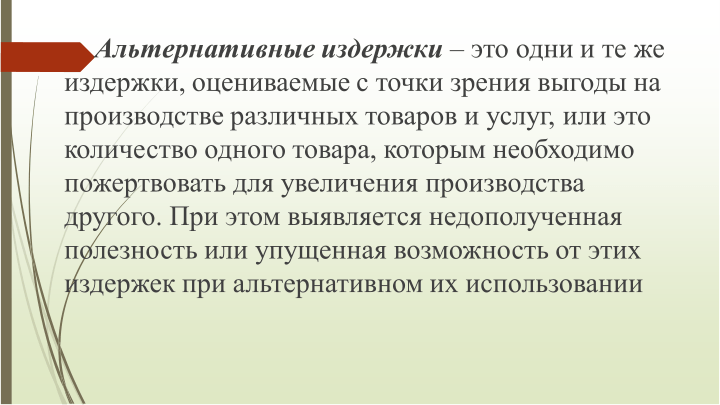 Альтернативные издержки – это одни и те же
издержки, оцениваемые с точки зрения выгоды на
производстве различных товаров и услуг, или это
количество одного товара, которым необходимо
пожертвовать для увеличения производства
другого. При этом выявляется недополученная
полезность или упущенная возможность от этих
издержек при альтернативном их использовании